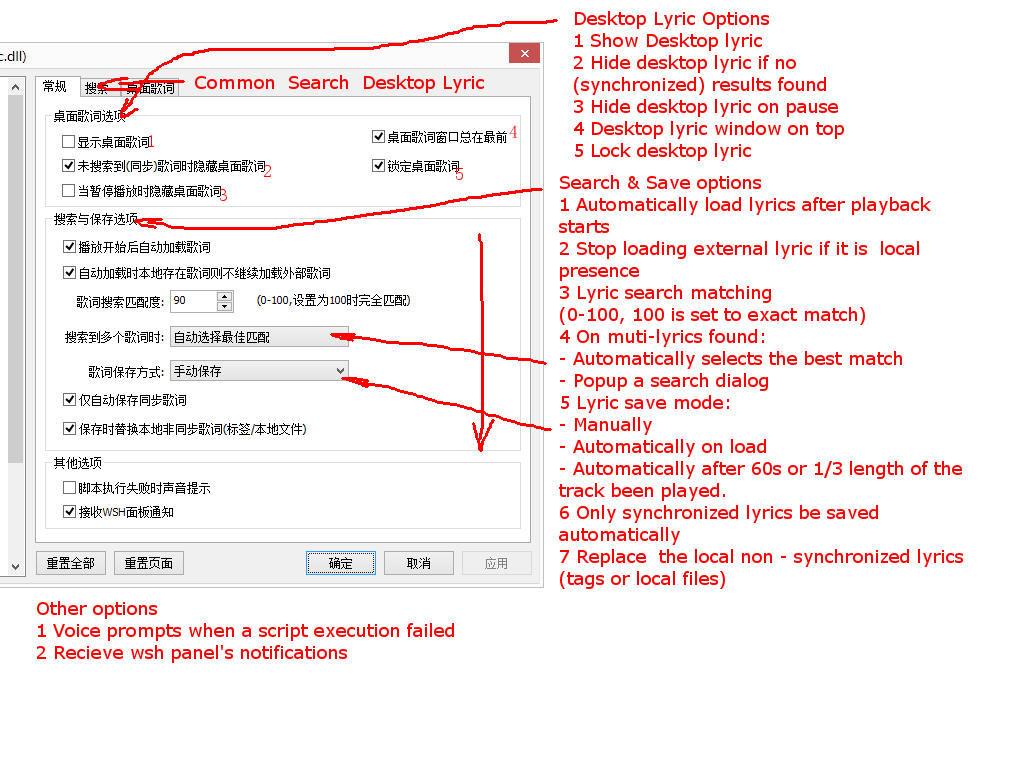 Desktop Lyric Options
1 Show Desktop lyric
2 Hide desktop lyric if no
(synchronized) results found
3 Hide desktop lyric on pause
4 Desktop lyric window on top
5 Lock desktop lyric
c.dll)
常规 搜索 桌面歌词
Common Search Desktop Lyric
桌面歌词选项
显示桌面歌词 1
桌面歌词窗口总在最前 4
未搜索到(同步)歌词时隐藏桌面歌词 2
锁定桌面歌词 5
当暂停播放时隐藏桌面歌词 3
Search & Save options
1 Automatically load lyrics after playback
starts
2 Stop loading external lyric if it is  local
presence
3 Lyric search matching
(0-100, 100 is set to exact match)
4 On muti-lyrics found:
- Automatically selects the best match
- Popup a search dialog
5 Lyric save mode:
- Manually
- Automatically on load
- Automatically after 60s or 1/3 length of the
track been played.
6 Only synchronized lyrics be saved
automatically
7 Replace  the local non - synchronized lyrics
(tags or local files)
搜索与保存选项
播放开始后自动加载歌词
自动加载时本地存在歌词则不继续加载外部歌词
歌词搜索匹配度: 90 (0-100,设置为100时完全匹配)
搜索到多个歌词时: 自动选择最佳匹配
歌词保存方式: 手动保存
仅自动保存同步歌词
保存时替换本地非同步歌词(标签/本地文件)
其他选项
脚本执行失败时声音提示
接收WSH面板通知
重置全部 重置页面 确定 取消 应用
Other options
1 Voice prompts when a script execution failed
2 Recieve wsh panel's notifications